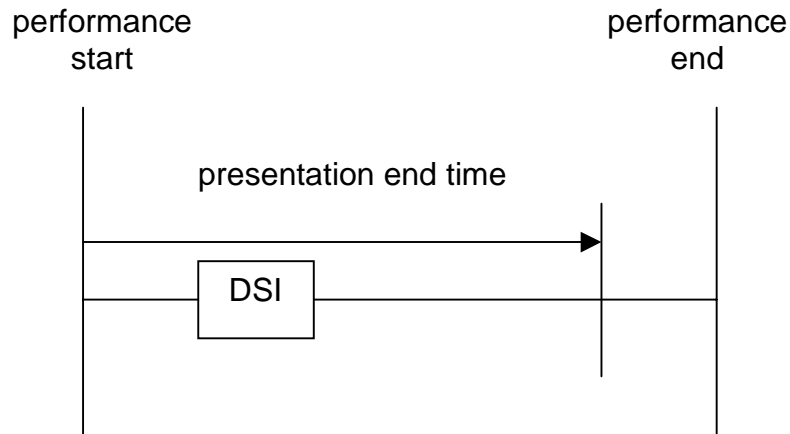 performance
start
performance
end
presentation end time
DSI